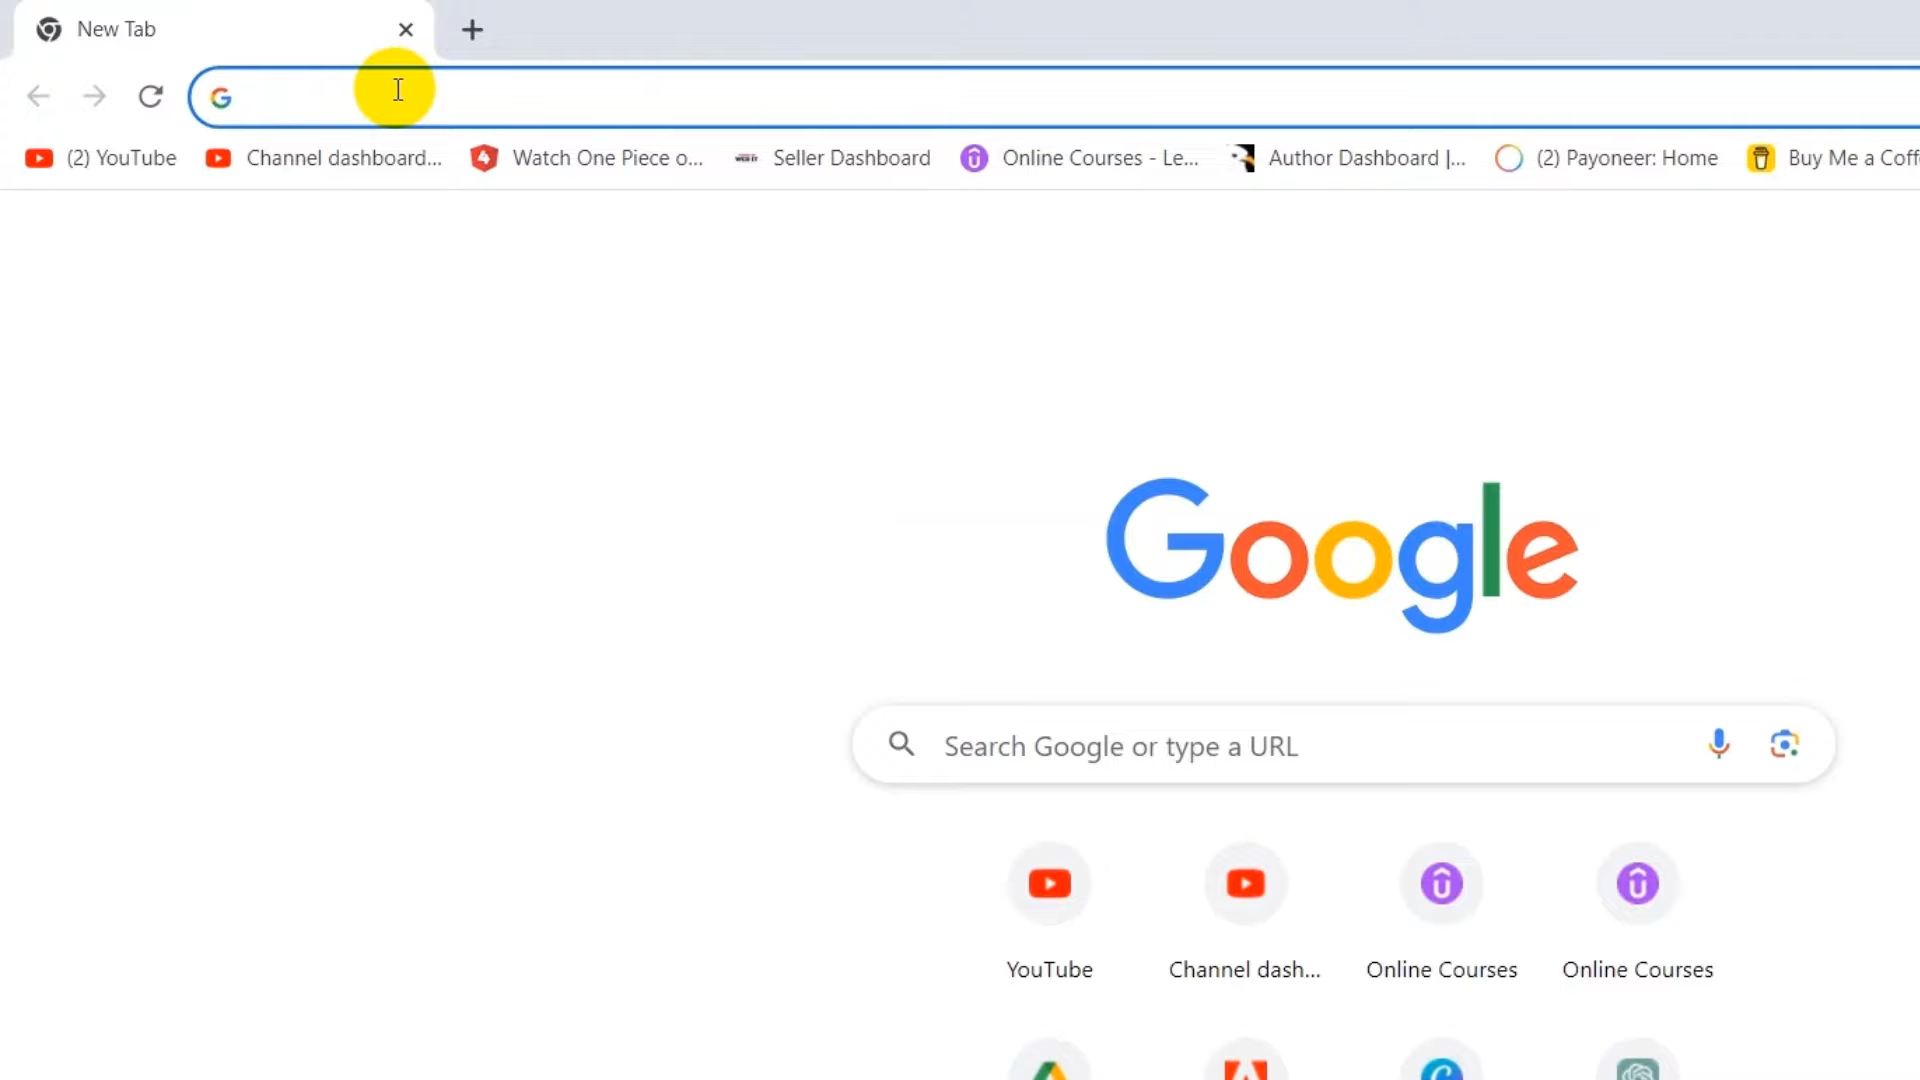 New Tab
(2) YouTube Channel dashboard... Watch One Piece o... Seller Dashboard Online Courses - Le... Author Dashboard |... (2) Payoneer: Home Buy Me a Coff
Google
Search Google or type a URL
YouTube Channel dash... Online Courses Online Courses